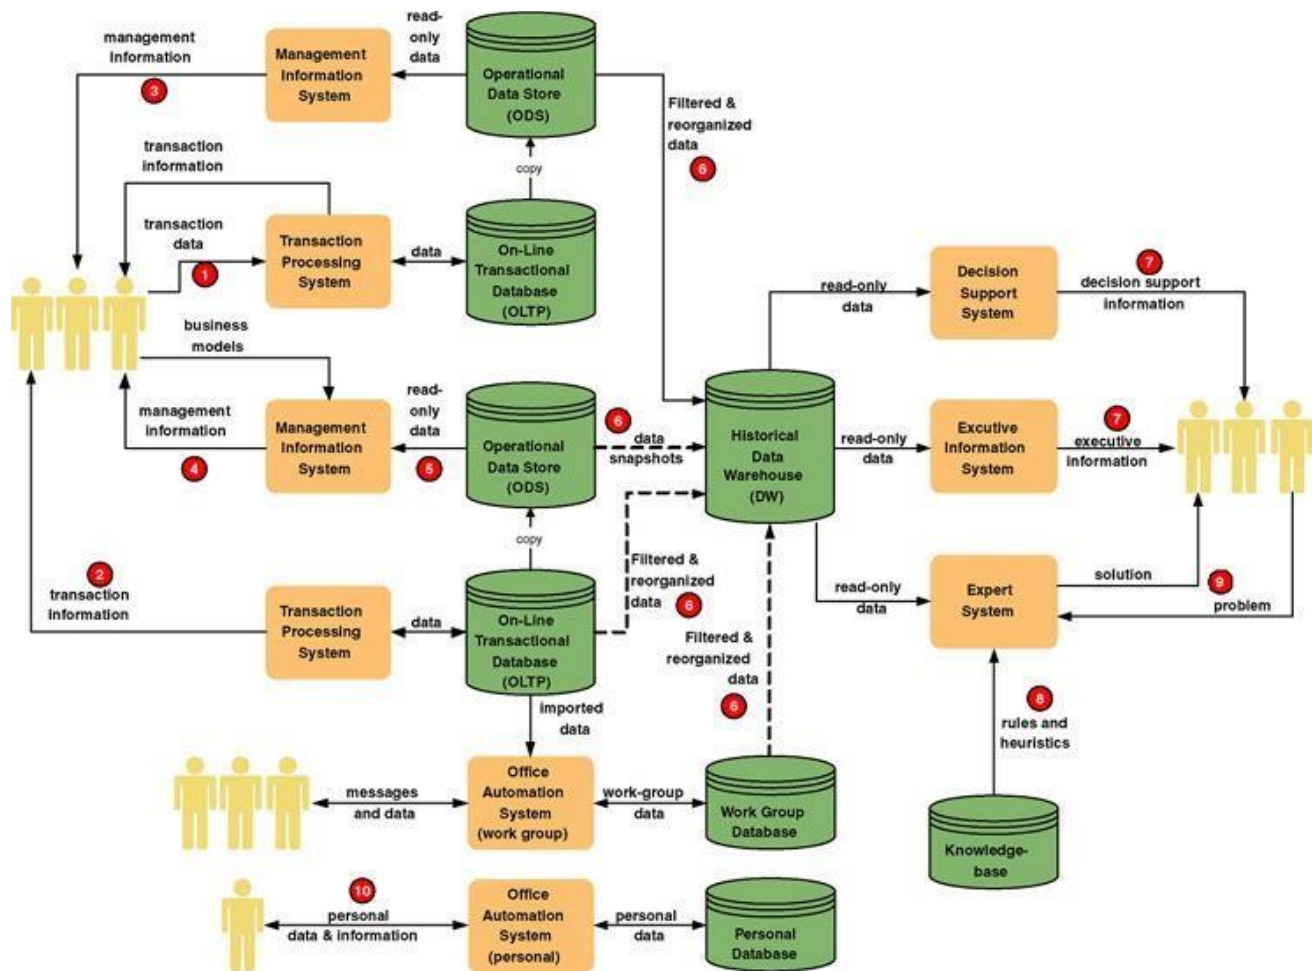 management
Information
3
Management
Information
System
read-
only
data
Operational
Data Store
(ODS)
Filtered &
reorganized
data
6
transaction
information
copy
transaction
data
1
Transaction
Processing
System
data
On-Line
Transactional
Database
(OLTP)
business
models
management
information
4
Management
Information
System
read-
only
data
5
Operational
Data Store
(ODS)
6
data
snapshots
Historical
Data
Warehouse
(DW)
read-only
data
Decision
Support
System
7
decision support
information
read-only
data
Excutive
Information
System
7
executive
information
copy
2
transaction
information
Transaction
Processing
System
data
On-Line
Transactional
Database
(OLTP)
Filtered &
reorganized
data
6
Filtered &
reorganized
data
6
read-only
data
Expert
System
solution
9
problem
8
rules and
heuristics
Knowledge-
base
imported
data
messages
and data
Office
Automation
System
(work group)
work-group
data
Work Group
Database
10
personal
data & information
Office
Automation
System
(personal)
personal
data
Personal
Database